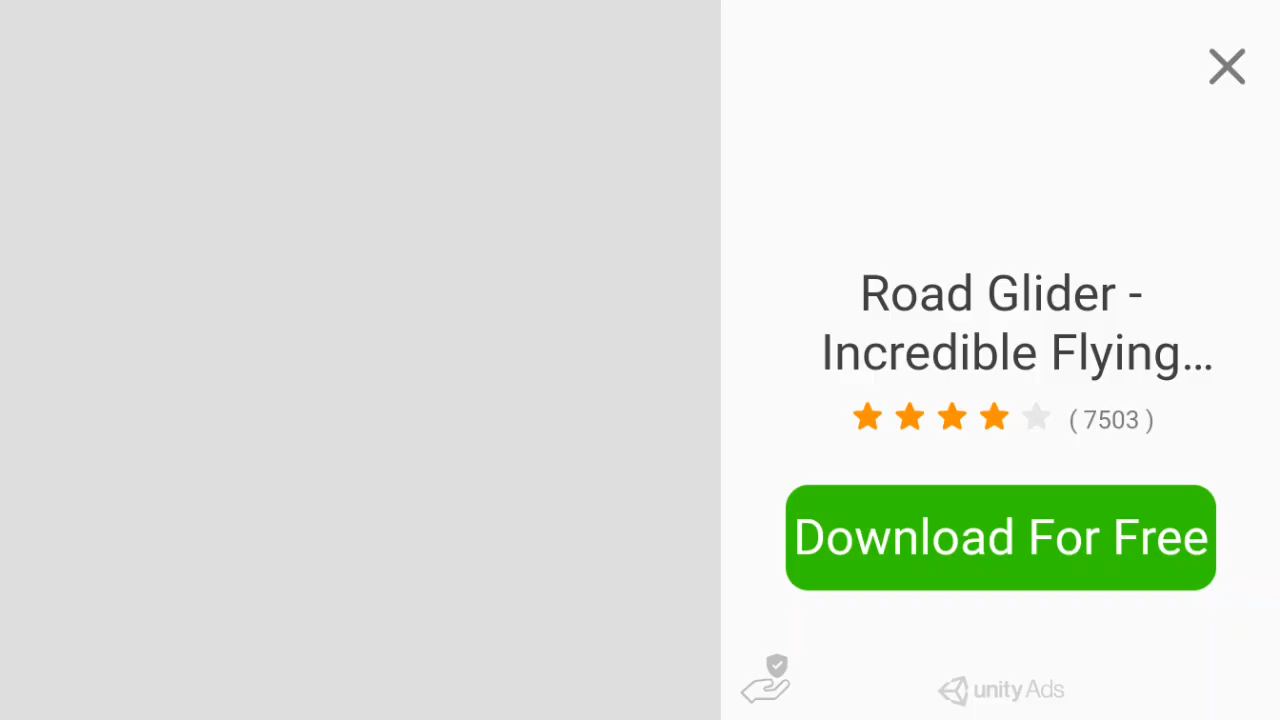 Road Glider -
Incredible Flying...
( 7503 )
Download For Free
unity Ads